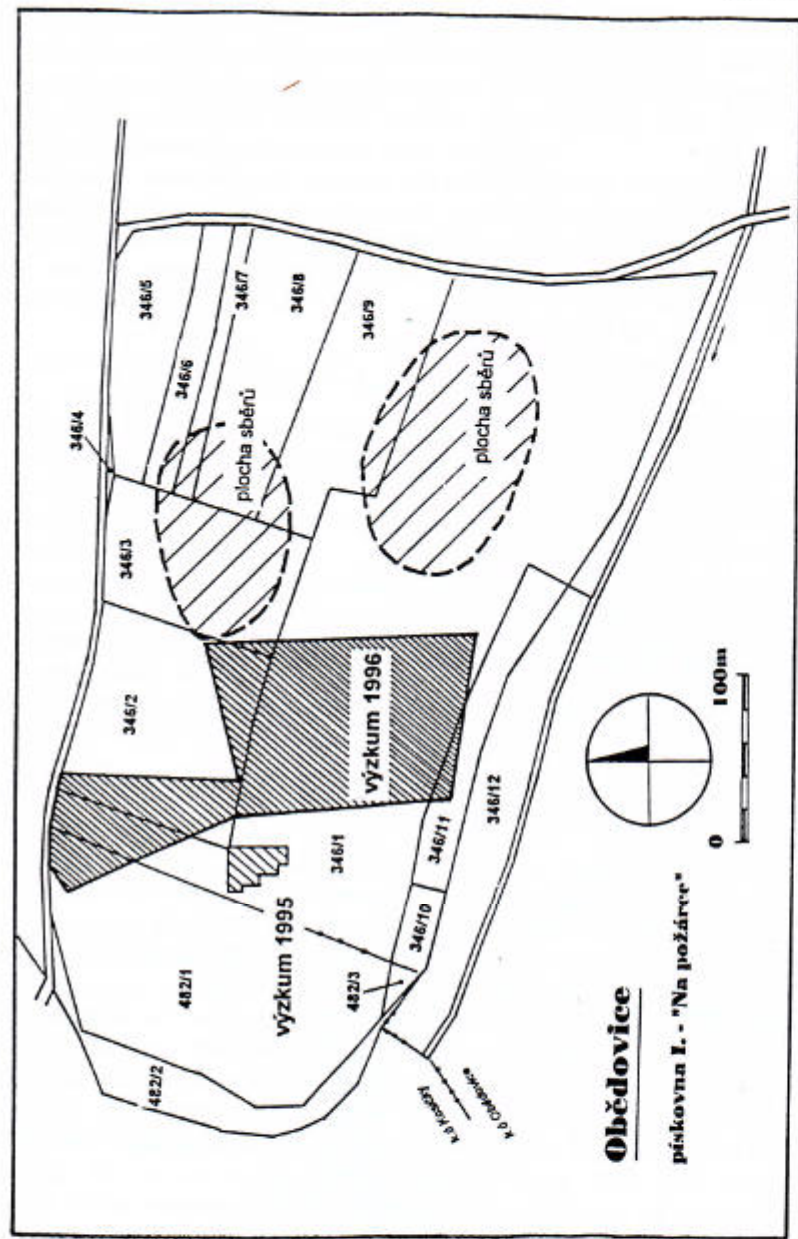 346/4
346/5
346/3
346/6
346/7
346/2
346/8
346/9
plocha sběrů
plocha sběrů
482/1
482/2
výzkum 1995
výzkum 1996
346/1
346/11
346/10
482/3
346/12
k.ú Kosičky
k.ú Obědovice
Obědovice
pískovna I. - "Na požárce"
0 100m